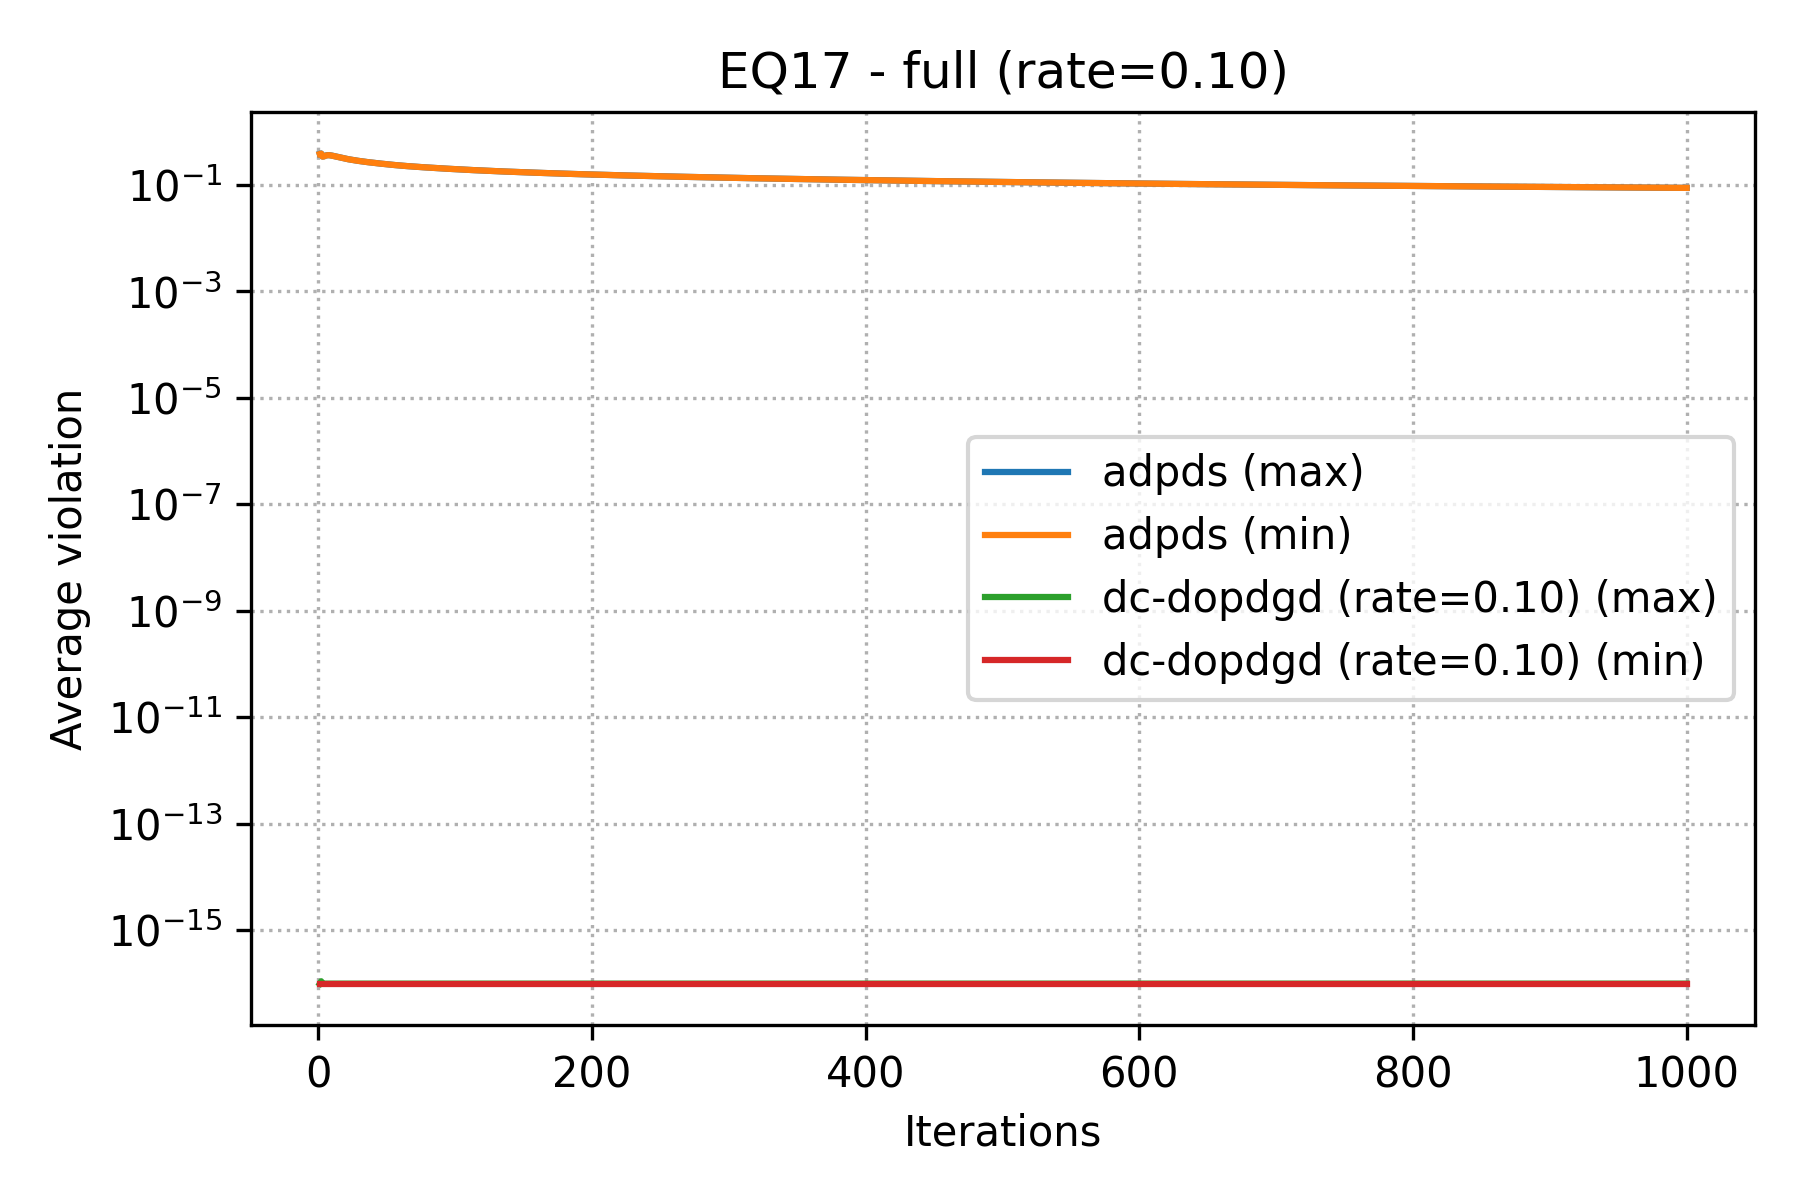 EQ17 - full (rate=0.10)
Average violation
10⁻¹
10⁻³
10⁻⁵
10⁻⁷
10⁻⁹
10⁻¹¹
10⁻¹³
10⁻¹⁵
adpds (max)
adpds (min)
dc-dopdgd (rate=0.10) (max)
dc-dopdgd (rate=0.10) (min)
0 200 400 600 800 1000
Iterations